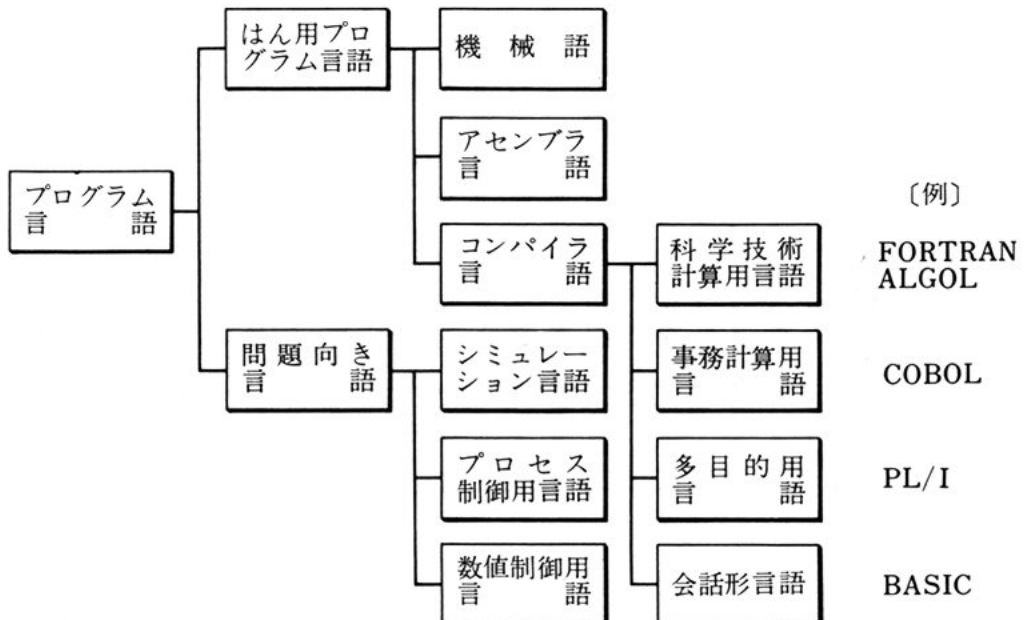 はん用プロ
グラム言語
機械語
アセンブラ
言語
プログラム
言語
〔例〕
コンパイラ
言語
科学技術
計算用言語
FORTRAN
ALGOL
問題向き
言語
シミュレー
ション言語
事務計算用
言語
COBOL
プロセス
制御用言語
多目的用
言語
PL/I
数値制御用
言語
会話形言語
BASIC